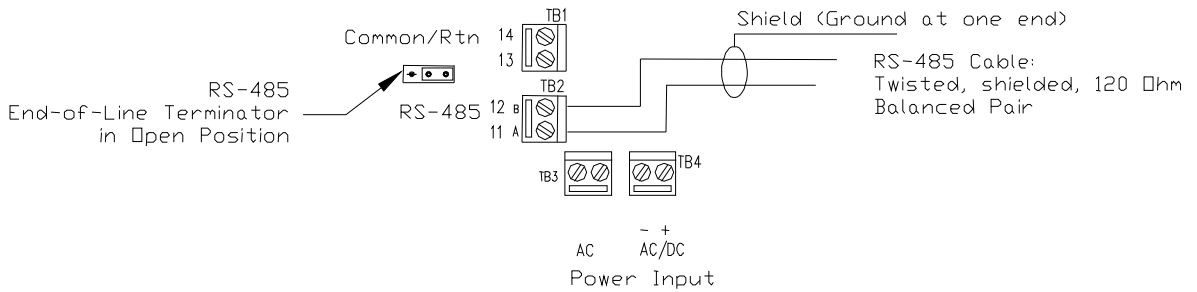 TB1
Shield (Ground at one end)
Common/Rtn
14
13
RS-485 Cable:
Twisted, shielded, 120 Ohm
Balanced Pair
RS-485
End-of-Line Terminator
in Open Position
TB2
RS-485
12 B
11 A
TB3
TB4
- +
AC
AC/DC
Power Input